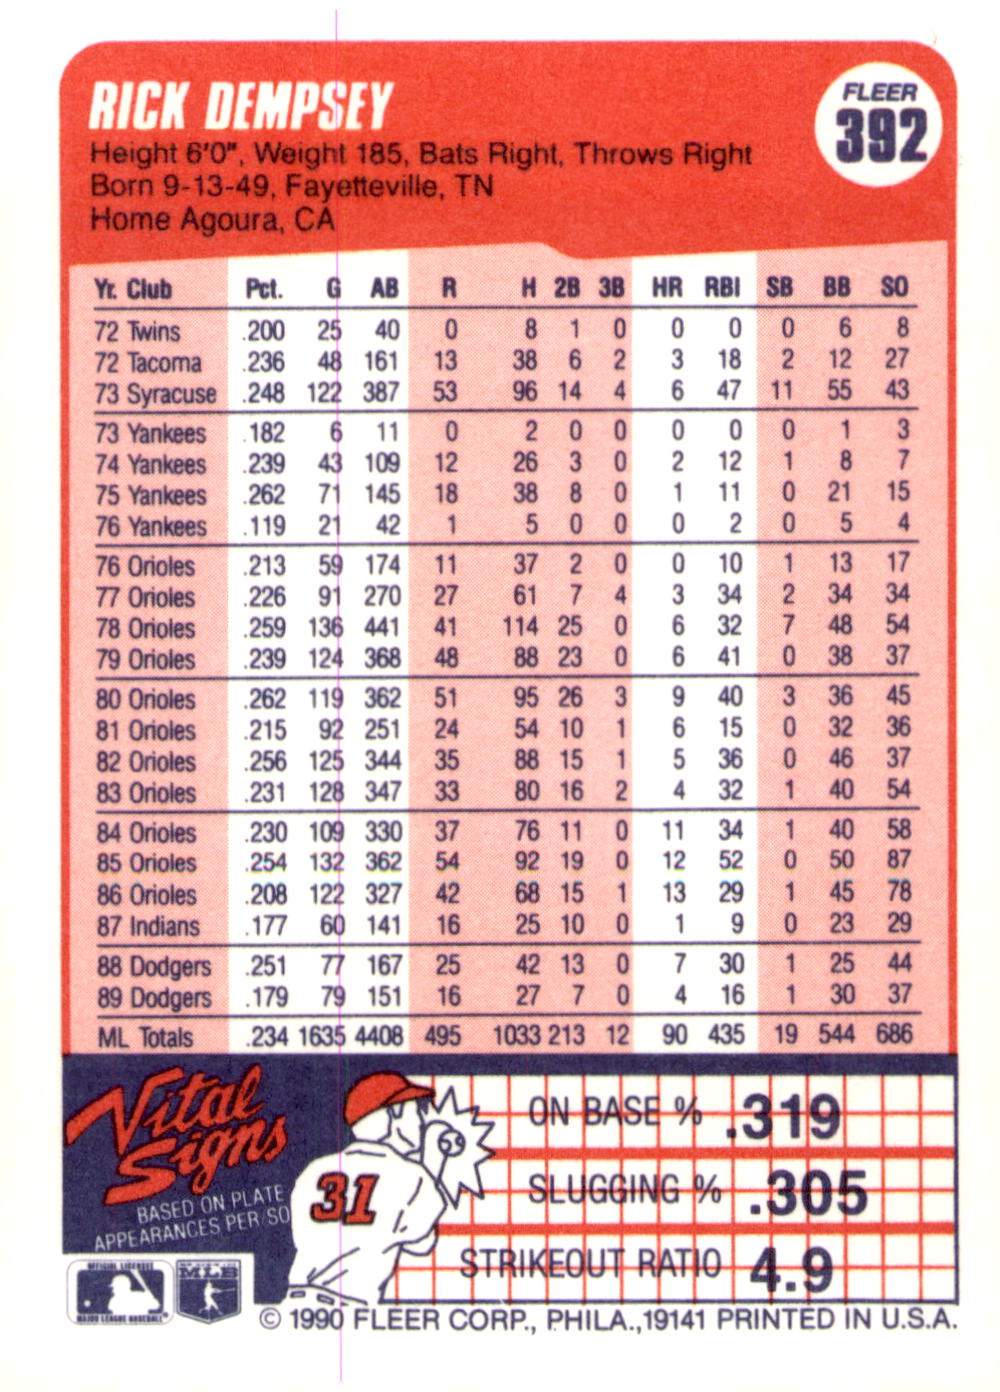 RICK DEMPSEY
FLEER
392
Height 6'0", Weight 185, Bats Right, Throws Right
Born 9-13-49, Fayetteville, TN
Home Agoura, CA
Yr. Club Pct. G AB R H 2B 3B HR RBI SB BB SO
72 Twins .200 25 40 0 8 1 0 0 0 0 6 8
72 Tacoma .236 48 161 13 38 6 2 3 18 2 12 27
73 Syracuse .248 122 387 53 96 14 4 6 47 11 55 43
73 Yankees .182 6 11 0 2 0 0 0 0 0 1 3
74 Yankees .239 43 109 12 26 3 0 2 12 1 8 7
75 Yankees .262 71 145 18 38 8 0 1 11 0 21 15
76 Yankees .119 21 42 1 5 0 0 0 2 0 5 4
76 Orioles .213 59 174 11 37 2 0 0 10 1 13 17
77 Orioles .226 91 270 27 61 7 4 3 34 2 34 34
78 Orioles .259 136 441 41 114 25 0 6 32 7 48 54
79 Orioles .239 124 368 48 88 23 0 6 41 0 38 37
80 Orioles .262 119 362 51 95 26 3 9 40 3 36 45
81 Orioles .215 92 251 24 54 10 1 6 15 0 32 36
82 Orioles .256 125 344 35 88 15 1 5 36 0 46 37
83 Orioles .231 128 347 33 80 16 2 4 32 1 40 54
84 Orioles .230 109 330 37 76 11 0 11 34 1 40 58
85 Orioles .254 132 362 54 92 19 0 12 52 0 50 87
86 Orioles .208 122 327 42 68 15 1 13 29 1 45 78
87 Indians .177 60 141 16 25 10 0 1 9 0 23 29
88 Dodgers .251 77 167 25 42 13 0 7 30 1 25 44
89 Dodgers .179 79 151 16 27 7 0 4 16 1 30 37
ML Totals .234 1635 4408 495 1033 213 12 90 435 19 544 686
Vital
Signs
BASED ON PLATE
APPEARANCES PER/SO
31
ON BASE % .319
SLUGGING % .305
STRIKEOUT RATIO 4.9
OFFICIAL LICENSEE
MAJOR LEAGUE BASEBALL
MLB
© 1990 FLEER CORP., PHILA.,19141 PRINTED IN U.S.A.